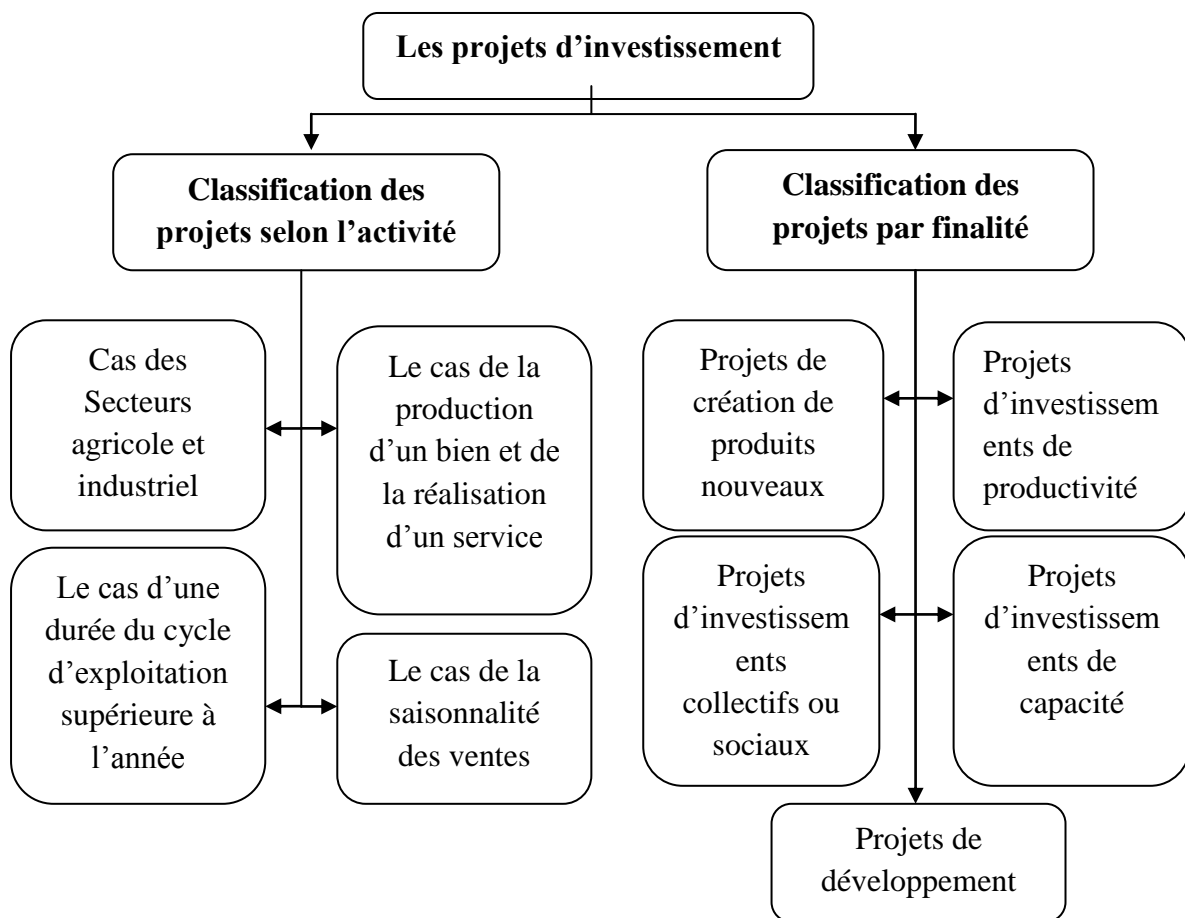 Les projets d’investissement
Classification des
projets selon l’activité
Classification des
projets par finalité
Cas des
Secteurs
agricole et
industriel
Le cas de la
production
d’un bien et de
la réalisation
d’un service
Le cas d’une
durée du cycle
d’exploitation
supérieure à
l’année
Le cas de la
saisonnalité
des ventes
Projets de
création de
produits
nouveaux
Projets
d’investissem
ents de
productivité
Projets
d’investissem
ents
collectifs ou
sociaux
Projets
d’investissem
ents de
capacité
Projets de
développement